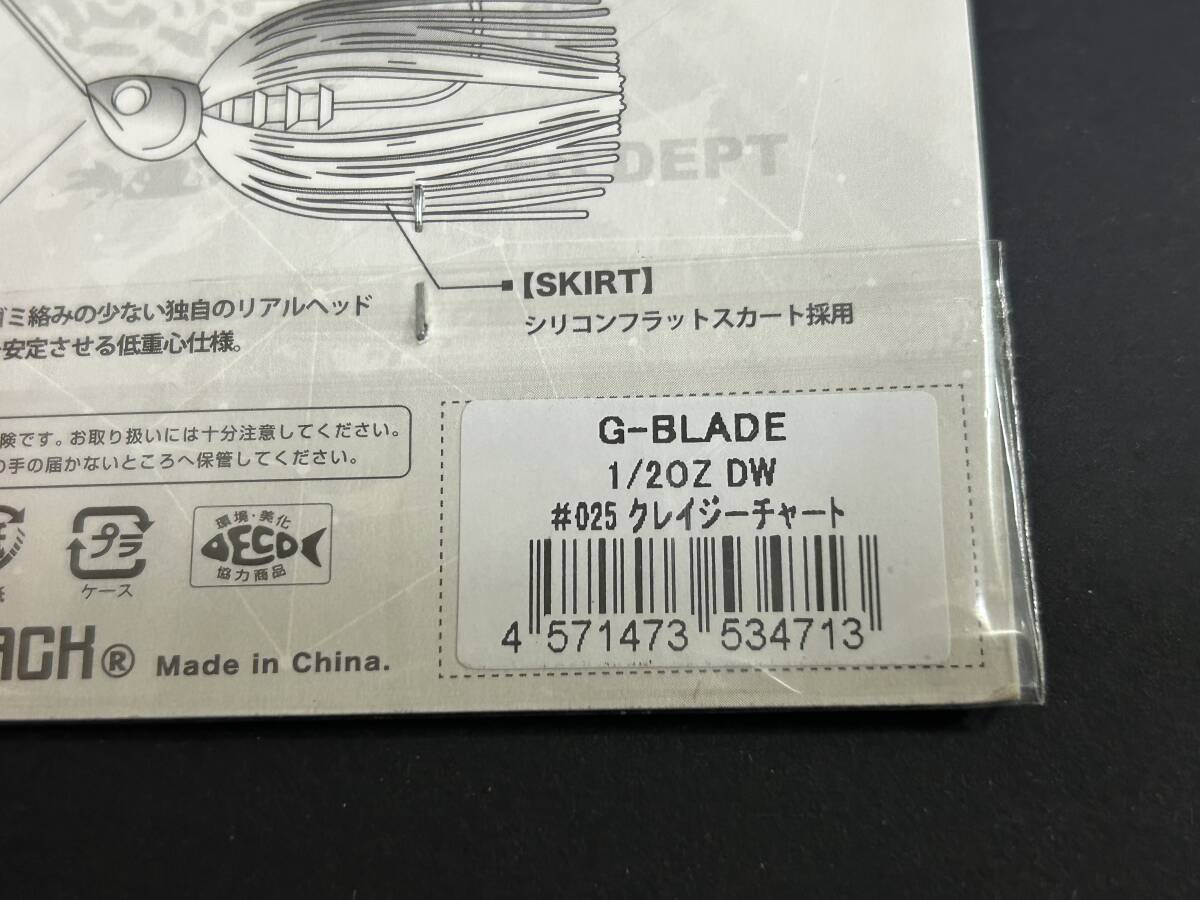 DEPT
【SKIRT】
シリコンフラットスカート採用
ゴミ絡みの少ない独自のリアルヘッド
安定させる低重心仕様。
険です。お取り扱いには十分注意してください。
の手の届かないところへ保管してください。
G-BLADE
1/2OZ DW
#025 クレイジーチャート
4 571473 534713
プラ
ケース
環境・美化
ECO
協力商品
ACK® Made in China.